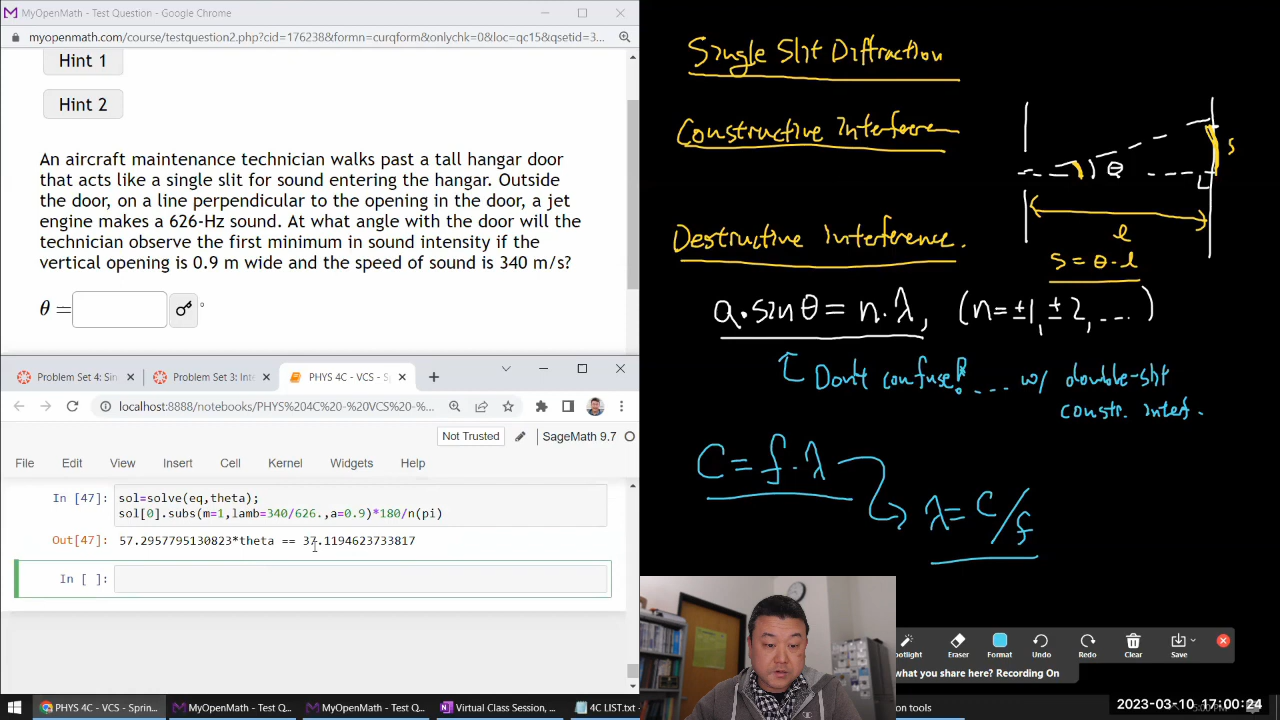 MyOpenMath - Test Question - Google Chrome
myopenmath.com/course/testquestion2.php?cid=176238&formn=curqform&onlychk=0&loc=qc15&qsetid=3...
Hint 1
Hint 2
An aircraft maintenance technician walks past a tall hangar door
that acts like a single slit for sound entering the hangar. Outside
the door, on a line perpendicular to the opening in the door, a jet
engine makes a 626-Hz sound. At what angle with the door will the
technician observe the first minimum in sound intensity if the
vertical opening is 0.9 m wide and the speed of sound is 340 m/s?
θ = °
Problem Set 4: Sin
Problem Set 3: Inter
PHYS 4C - VCS - S
localhost:8888/notebooks/PHYS%204C%20-%20VCS%20-%...
Not Trusted
SageMath 9.7
File Edit View Insert Cell Kernel Widgets Help
In [47]: sol=solve(eq,theta);
sol[0].subs(m=1,lamb=340/626.,a=0.9)*180/n(pi)
Out[47]: 57.2957795130823*theta == 37.1194623733817
In [ ]:
Single Slit Diffraction
Constructive Interference
s
θ
l
s = θ·l
Destructive Interference.
a·sinθ = n·λ, (n=±1, ±2, ...)
Don't confuse! ... w/ double-slit
constr. interf.
C = f·λ
λ = C/f
potlight
Eraser
Format
Undo
Redo
Clear
Save
what you share here? Recording On
PHYS 4C - VCS - Sprin...
MyOpenMath - Test Q...
MyOpenMath - Test Q...
Virtual Class Session...
4C LIST.txt
on tools
2023-03-10 17:00:24